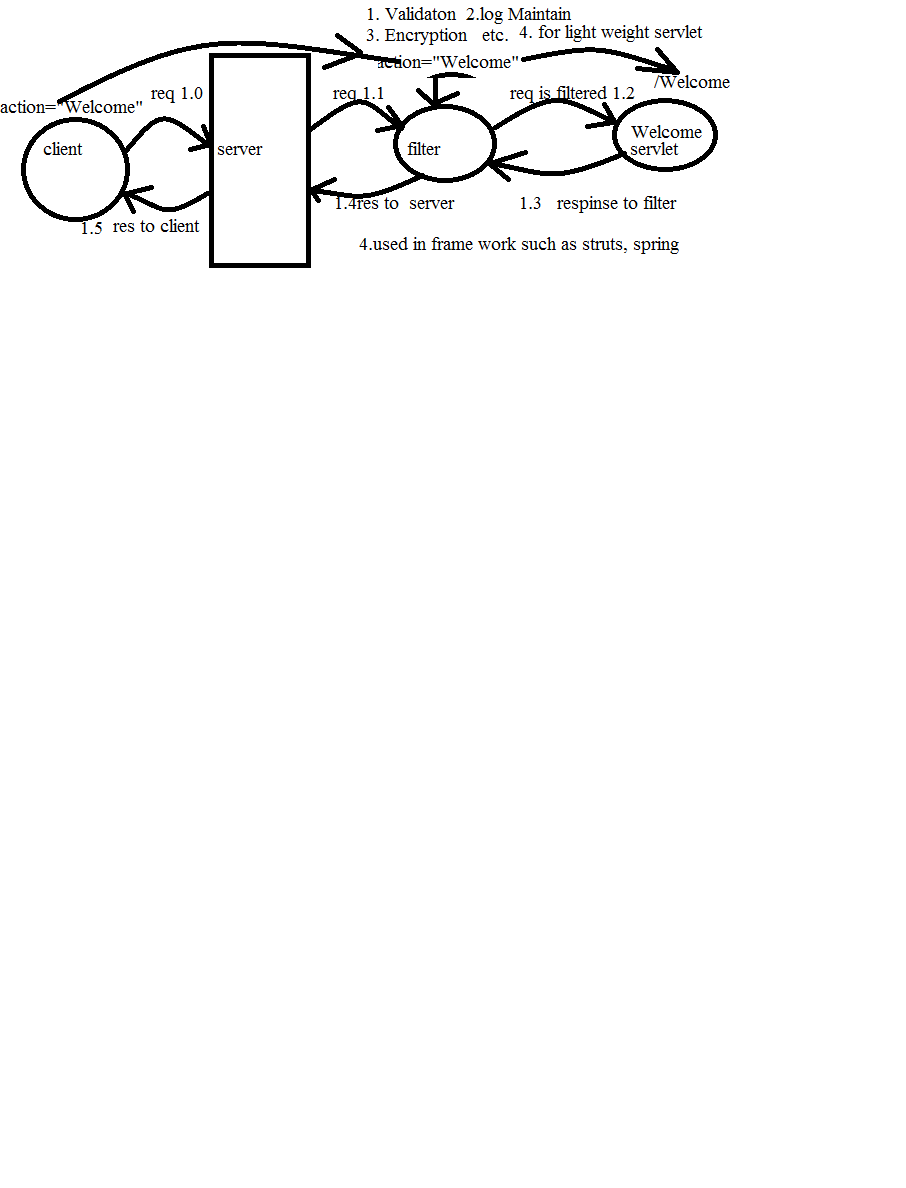 1. Validaton 2.log Maintain
3. Encryption etc. 4. for light weight servlet
action="Welcome"
/Welcome
action="Welcome"
req 1.0
req 1.1
req is filtered 1.2
client
server
filter
Welcome
servlet
1.4res to server
1.3 respinse to filter
1.5 res to client
4.used in frame work such as struts, spring